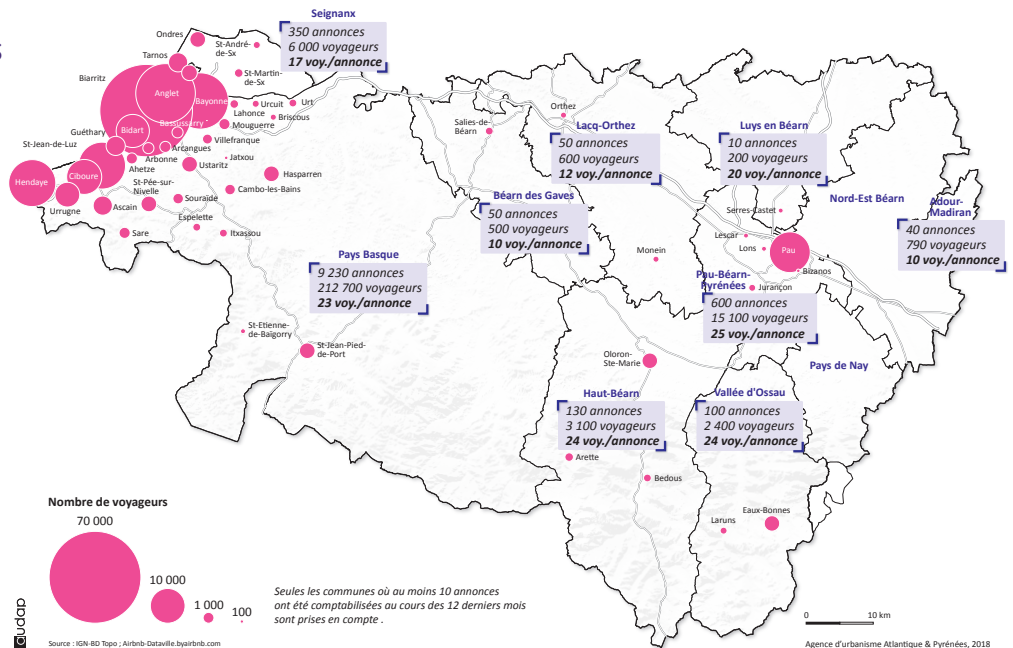 S
Seignanx
350 annonces
6 000 voyageurs
17 voy./annonce
Ondres
St-André-
de-Sx
Tarnos
St-Martin-
de-Sx
Biarritz
Anglet
Bayonne
Lahonce
Urcuit
Urt
Briscous
Mouguerre
Guéthary
Bidart
Bassussarry
Villefranque
St-Jean-de-Luz
Arcangues
Arbonne
Ahetze
Jatxou
Ustaritz
Hendaye
Ciboure
Hasparren
St-Pée-sur-
Nivelle
Cambo-les-Bains
Urrugne
Ascain
Souraïde
Espelette
Sare
Itxassou
Pays Basque
9 230 annonces
212 700 voyageurs
23 voy./annonce
St-Etienne-
de-Baïgorry
St-Jean-Pied-
de-Port
Orthez
Salies-de-
Béarn
Lacq-Orthez
50 annonces
600 voyageurs
12 voy./annonce
Béarn des Gaves
50 annonces
500 voyageurs
10 voy./annonce
Luys en Béarn
10 annonces
200 voyageurs
20 voy./annonce
Nord-Est Béarn
Adour-
Madiran
40 annonces
790 voyageurs
10 voy./annonce
Serres-Castet
Lescar
Lons
Pau
Bizanos
Monein
Jurançon
Pau-Béarn-
Pyrénées
600 annonces
15 100 voyageurs
25 voy./annonce
Pays de Nay
Oloron-
Ste-Marie
Haut-Béarn
130 annonces
3 100 voyageurs
24 voy./annonce
Vallée d'Ossau
100 annonces
2 400 voyageurs
24 voy./annonce
Arette
Bedous
Laruns
Eaux-Bonnes
Nombre de voyageurs
70 000
10 000
1 000
100
Seules les communes où au moins 10 annonces
ont été comptabilisées au cours des 12 derniers mois
sont prises en compte .
0
10 km
audap
Source : IGN-BD Topo ; Airbnb-Dataville.byairbnb.com
Agence d'urbanisme Atlantique & Pyrénées, 2018